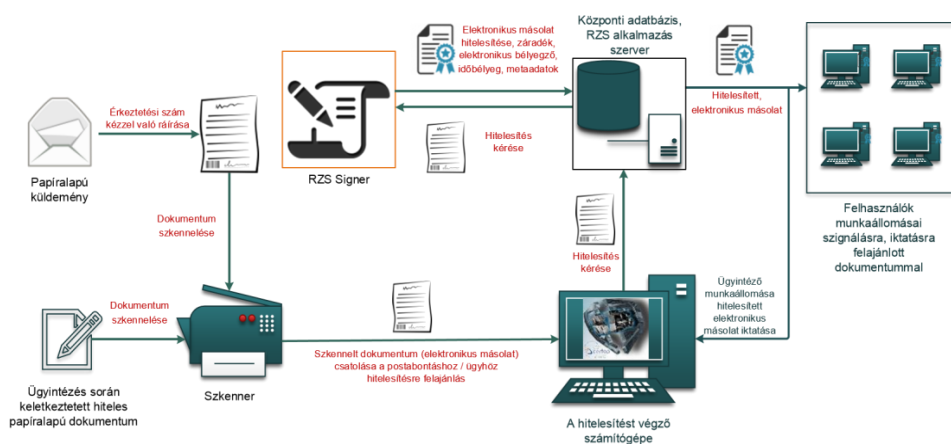 Elektronikus másolat
hitelesítése, záradék,
elektronikus bélyegző,
időbélyeg, metaadatok
Központi adatbázis,
RZS alkalmazás
szerver
Érkeztetési szám
kézzel való ráírása
Hitelesített,
elektronikus másolat
Hitelesítés
kérése
RZS Signer
Papíralapú
küldemény
Felhasználók
munkaállomásai
szignálásra, iktatásra
felajánlott
dokumentummal
Dokumentum
szkennelése
Hitelesítés
kérése
Ügyintéző
munkaállomása
hitelesített
elektronikus
másolat iktatása
Dokumentum
szkennelése
Szkennelt dokumentum (elektronikus másolat)
csatolása a postabontáshoz / ügyhöz
hitelesítésre felajánlás
Ügyintézés során
keletkeztetett hiteles
papíralapú dokumentum
Szkenner
A hitelesítést végző
számítógépe